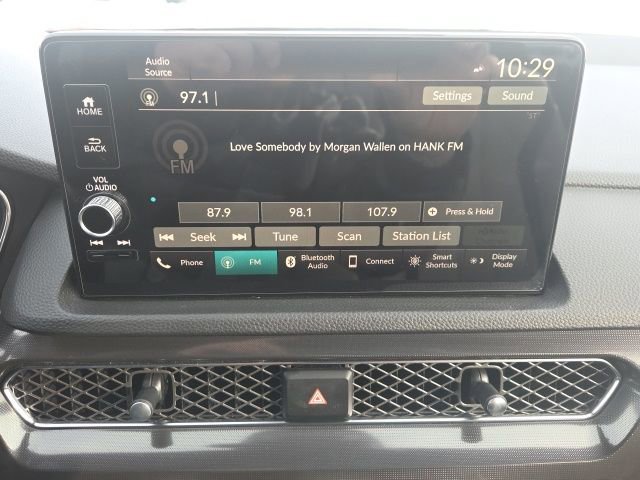 Audio
Source
10:29
FM
97.1
Settings
Sound
HOME
BACK
FM
Love Somebody by Morgan Wallen on HANK FM
VOL
AUDIO
87.9
98.1
107.9
Press & Hold
Seek
Tune
Scan
Station List
Phone
FM
Bluetooth
Audio
Connect
Smart
Shortcuts
Display
Mode